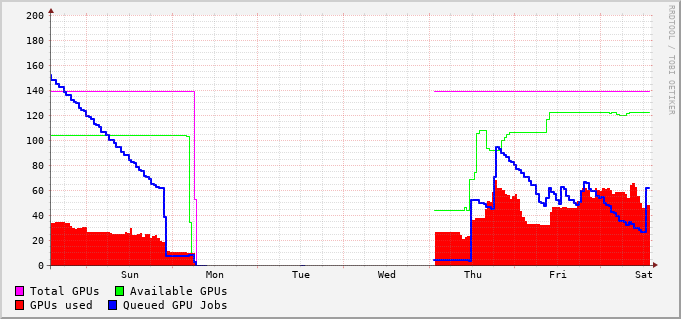 200
180
160
140
120
100
80
60
40
20
0
Sun Mon Tue Wed Thu Fri Sat
Total GPUs Available GPUs
GPUs used Queued GPU Jobs
RRDTOOL / TOBI OETIKER